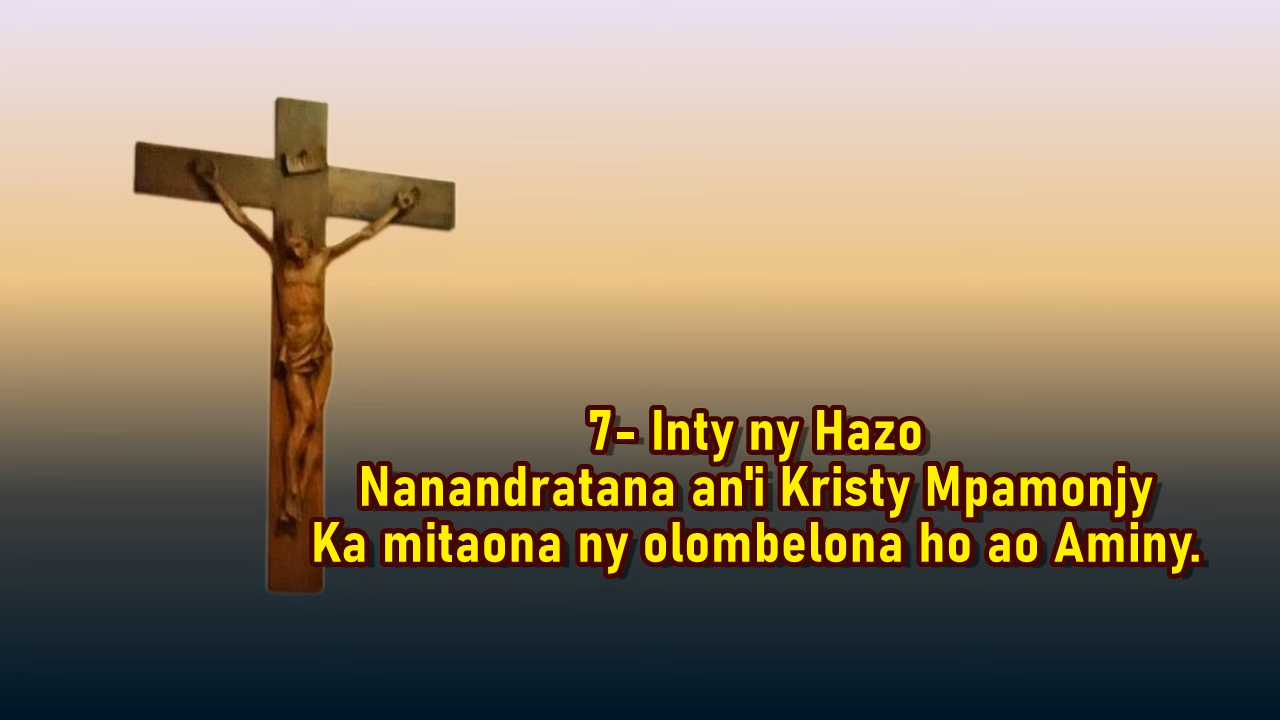 7- Inty ny Hazo
Nanandratana an'i Kristy Mpamonjy
Ka mitaona ny olombelona ho ao Aminy.